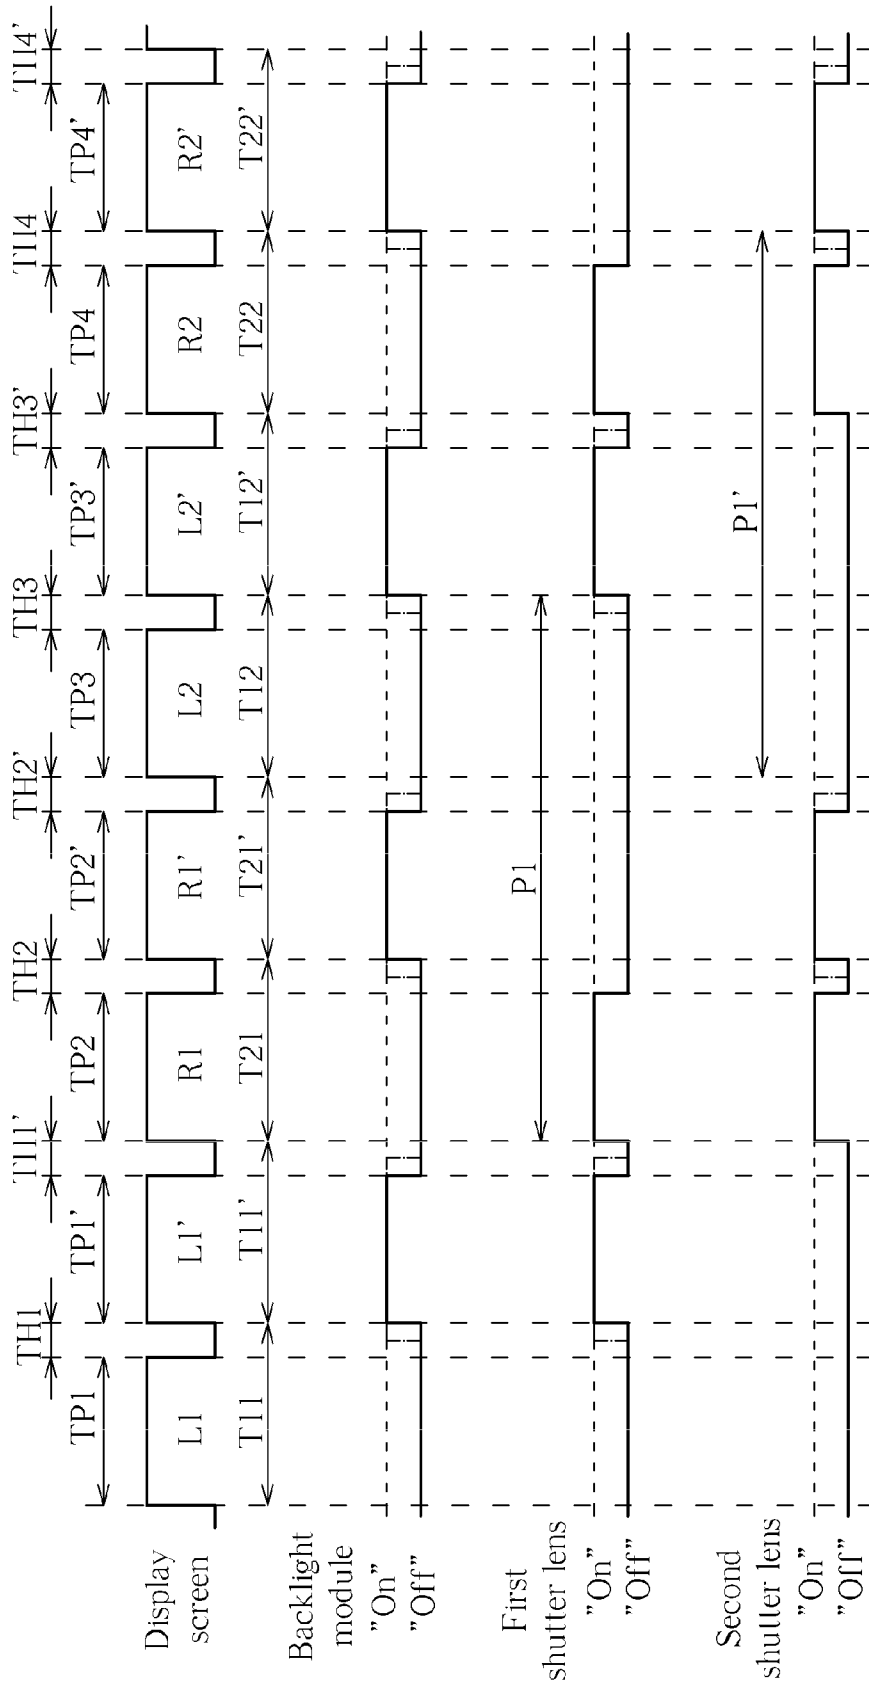 TH1
TH1'
TH2
TH2'
TH3
TH3'
TH4
TH4'
TP1
TP1'
TP2
TP2'
TP3
TP3'
TP4
TP4'
Display
screen
L1
L1'
R1
R1'
L2
L2'
R2
R2'
T11
T11'
T21
T21'
T12
T12'
T22
T22'
Backlight
module
"On"
"Off"
First
shutter lens
"On"
"Off"
P1
Second
shutter lens
"On"
"Off"
P1'